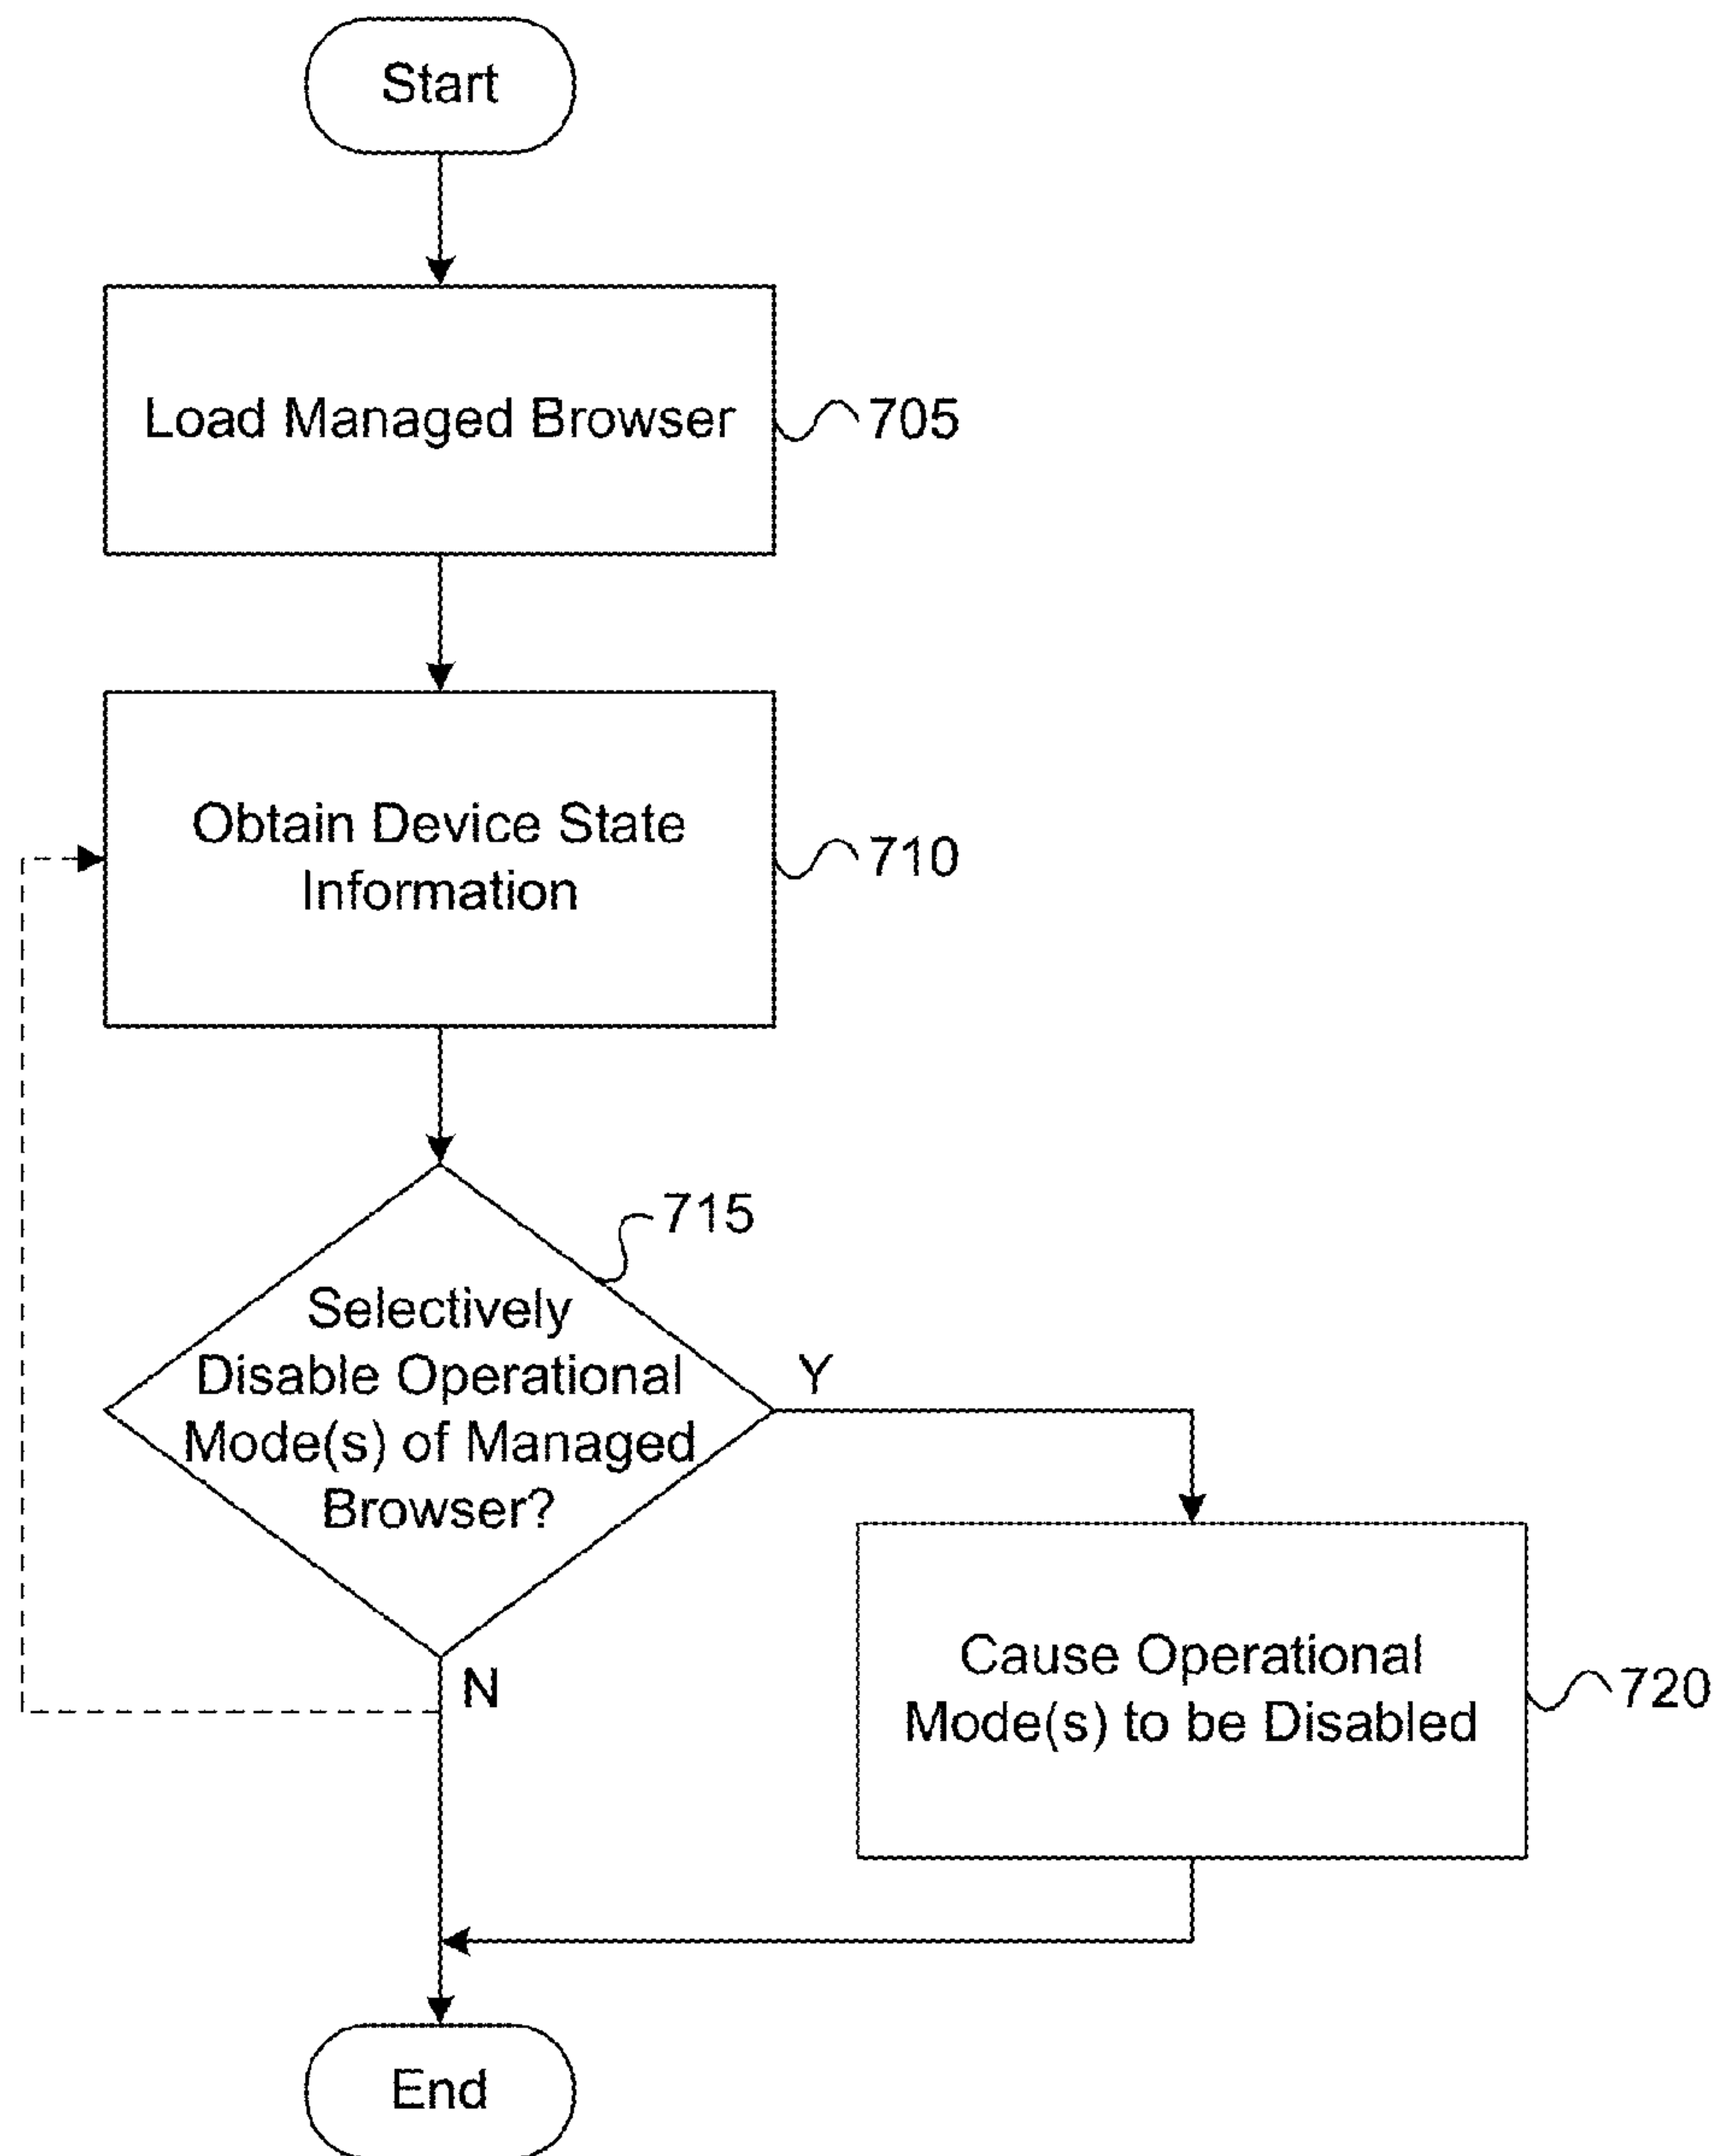 Start
Load Managed Browser
705
Obtain Device State
Information
710
715
Selectively
Disable Operational
Mode(s) of Managed
Browser?
Y
N
Cause Operational
Mode(s) to be Disabled
720
End